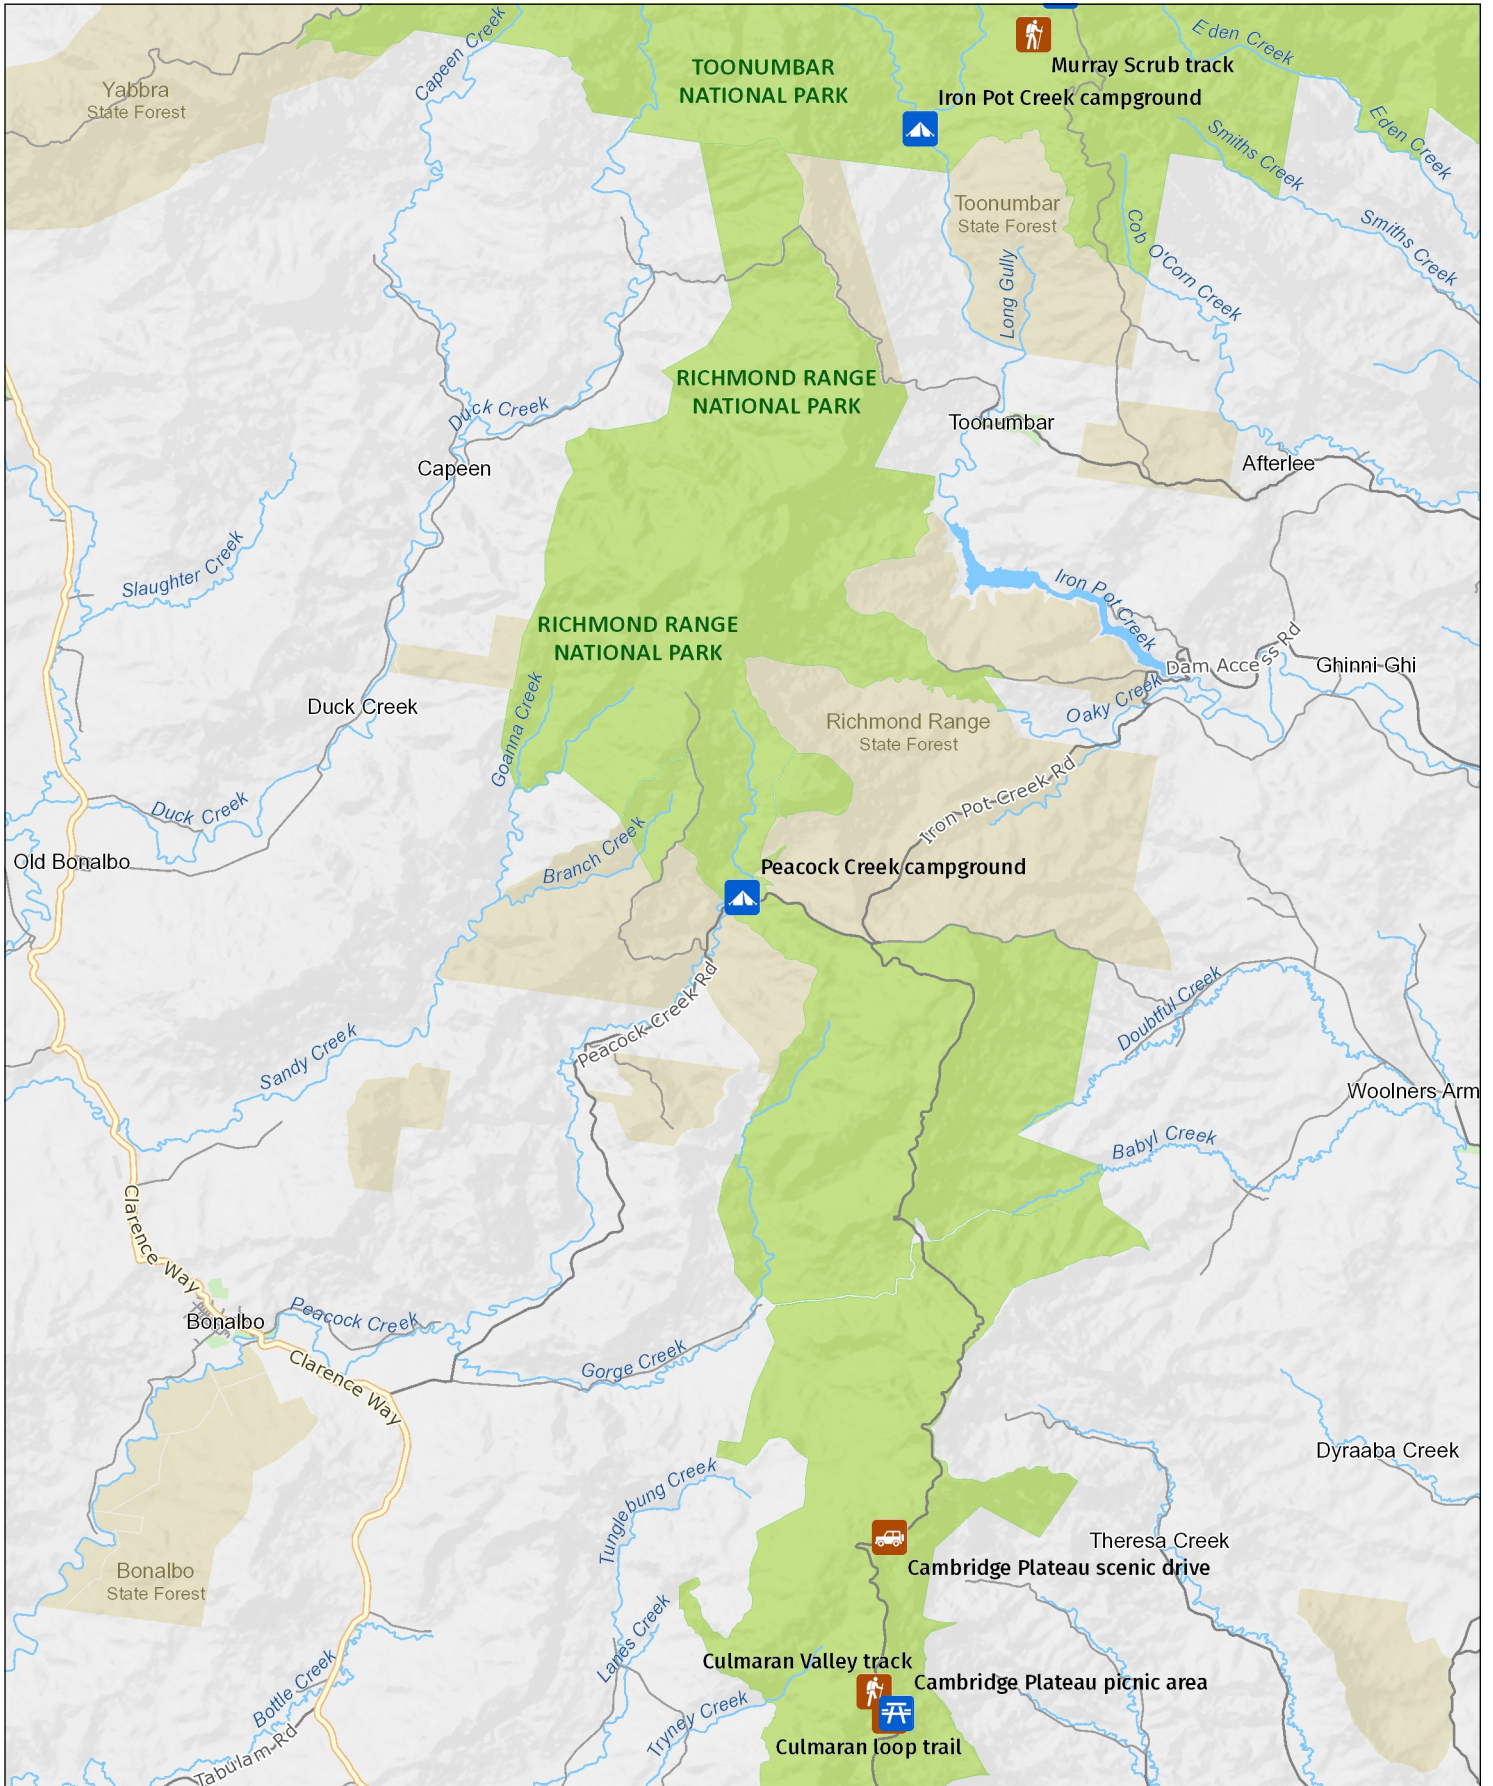 Capeen Creek
Eden Creek
Murray Scrub track
TOONUMBAR
NATIONAL PARK
Yabbra
State Forest
Iron Pot Creek campground
Eden Creek
Smiths Creek
Toonumbar
State Forest
Smiths Creek
Cob O'Corn Creek
Long Gully
RICHMOND RANGE
NATIONAL PARK
Duck Creek
Toonumbar
Capeen
Afterlee
Slaughter Creek
Iron Pot Creek
RICHMOND RANGE
NATIONAL PARK
Dam Access Rd
Ghinni Ghi
Goanna Creek
Oaky Creek
Duck Creek
Richmond Range
State Forest
Iron Pot Creek Rd
Duck Creek
Old Bonalbo
Branch Creek
Peacock Creek campground
Peacock Creek Rd
Doubtful Creek
Sandy Creek
Woolners Arm
Babyl Creek
Clarence Way
Peacock Creek
Bonalbo
Gorge Creek
Clarence Way
Dyraaba Creek
Tunglebung Creek
Theresa Creek
Cambridge Plateau scenic drive
Bonalbo
State Forest
Lanes Creek
Culmaran Valley track
Cambridge Plateau picnic area
Bottle Creek
Tryney Creek
Culmaran loop trail
Tabulam Rd